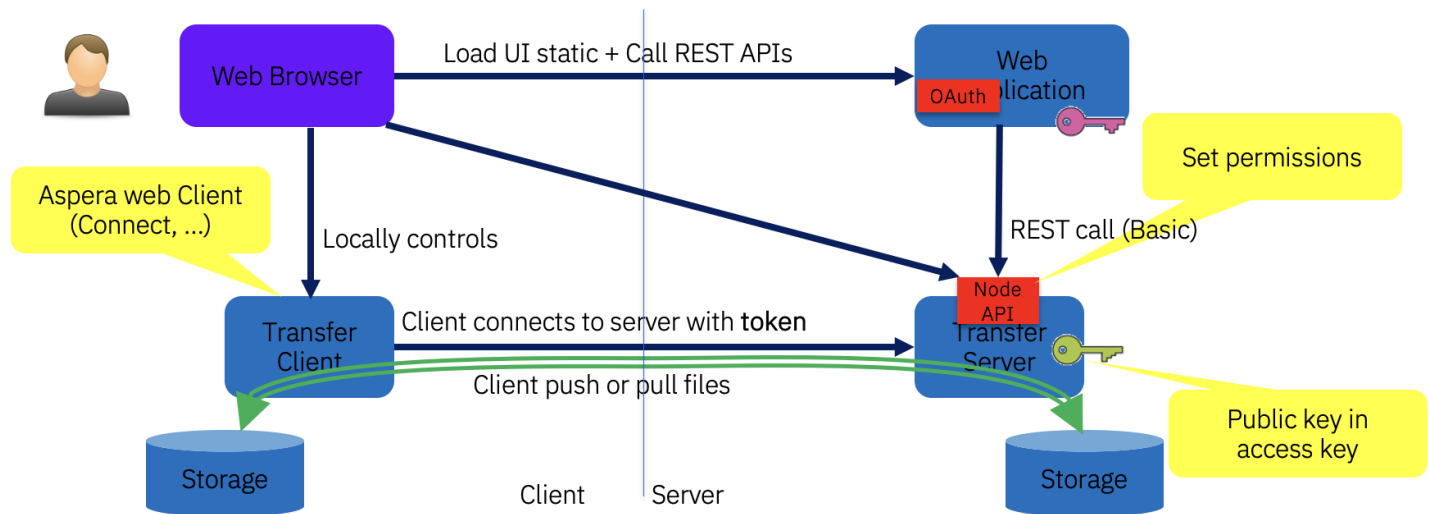 Load UI static + Call REST APIs
Web Browser
Web
OAuth
plication
Set permissions
Aspera web Client
(Connect, ...)
Locally controls
REST call (Basic)
Node
API
Client connects to server with token
Transfer
Client
Transfer
Server
Client push or pull files
Public key in
access key
Storage
Storage
Client
Server